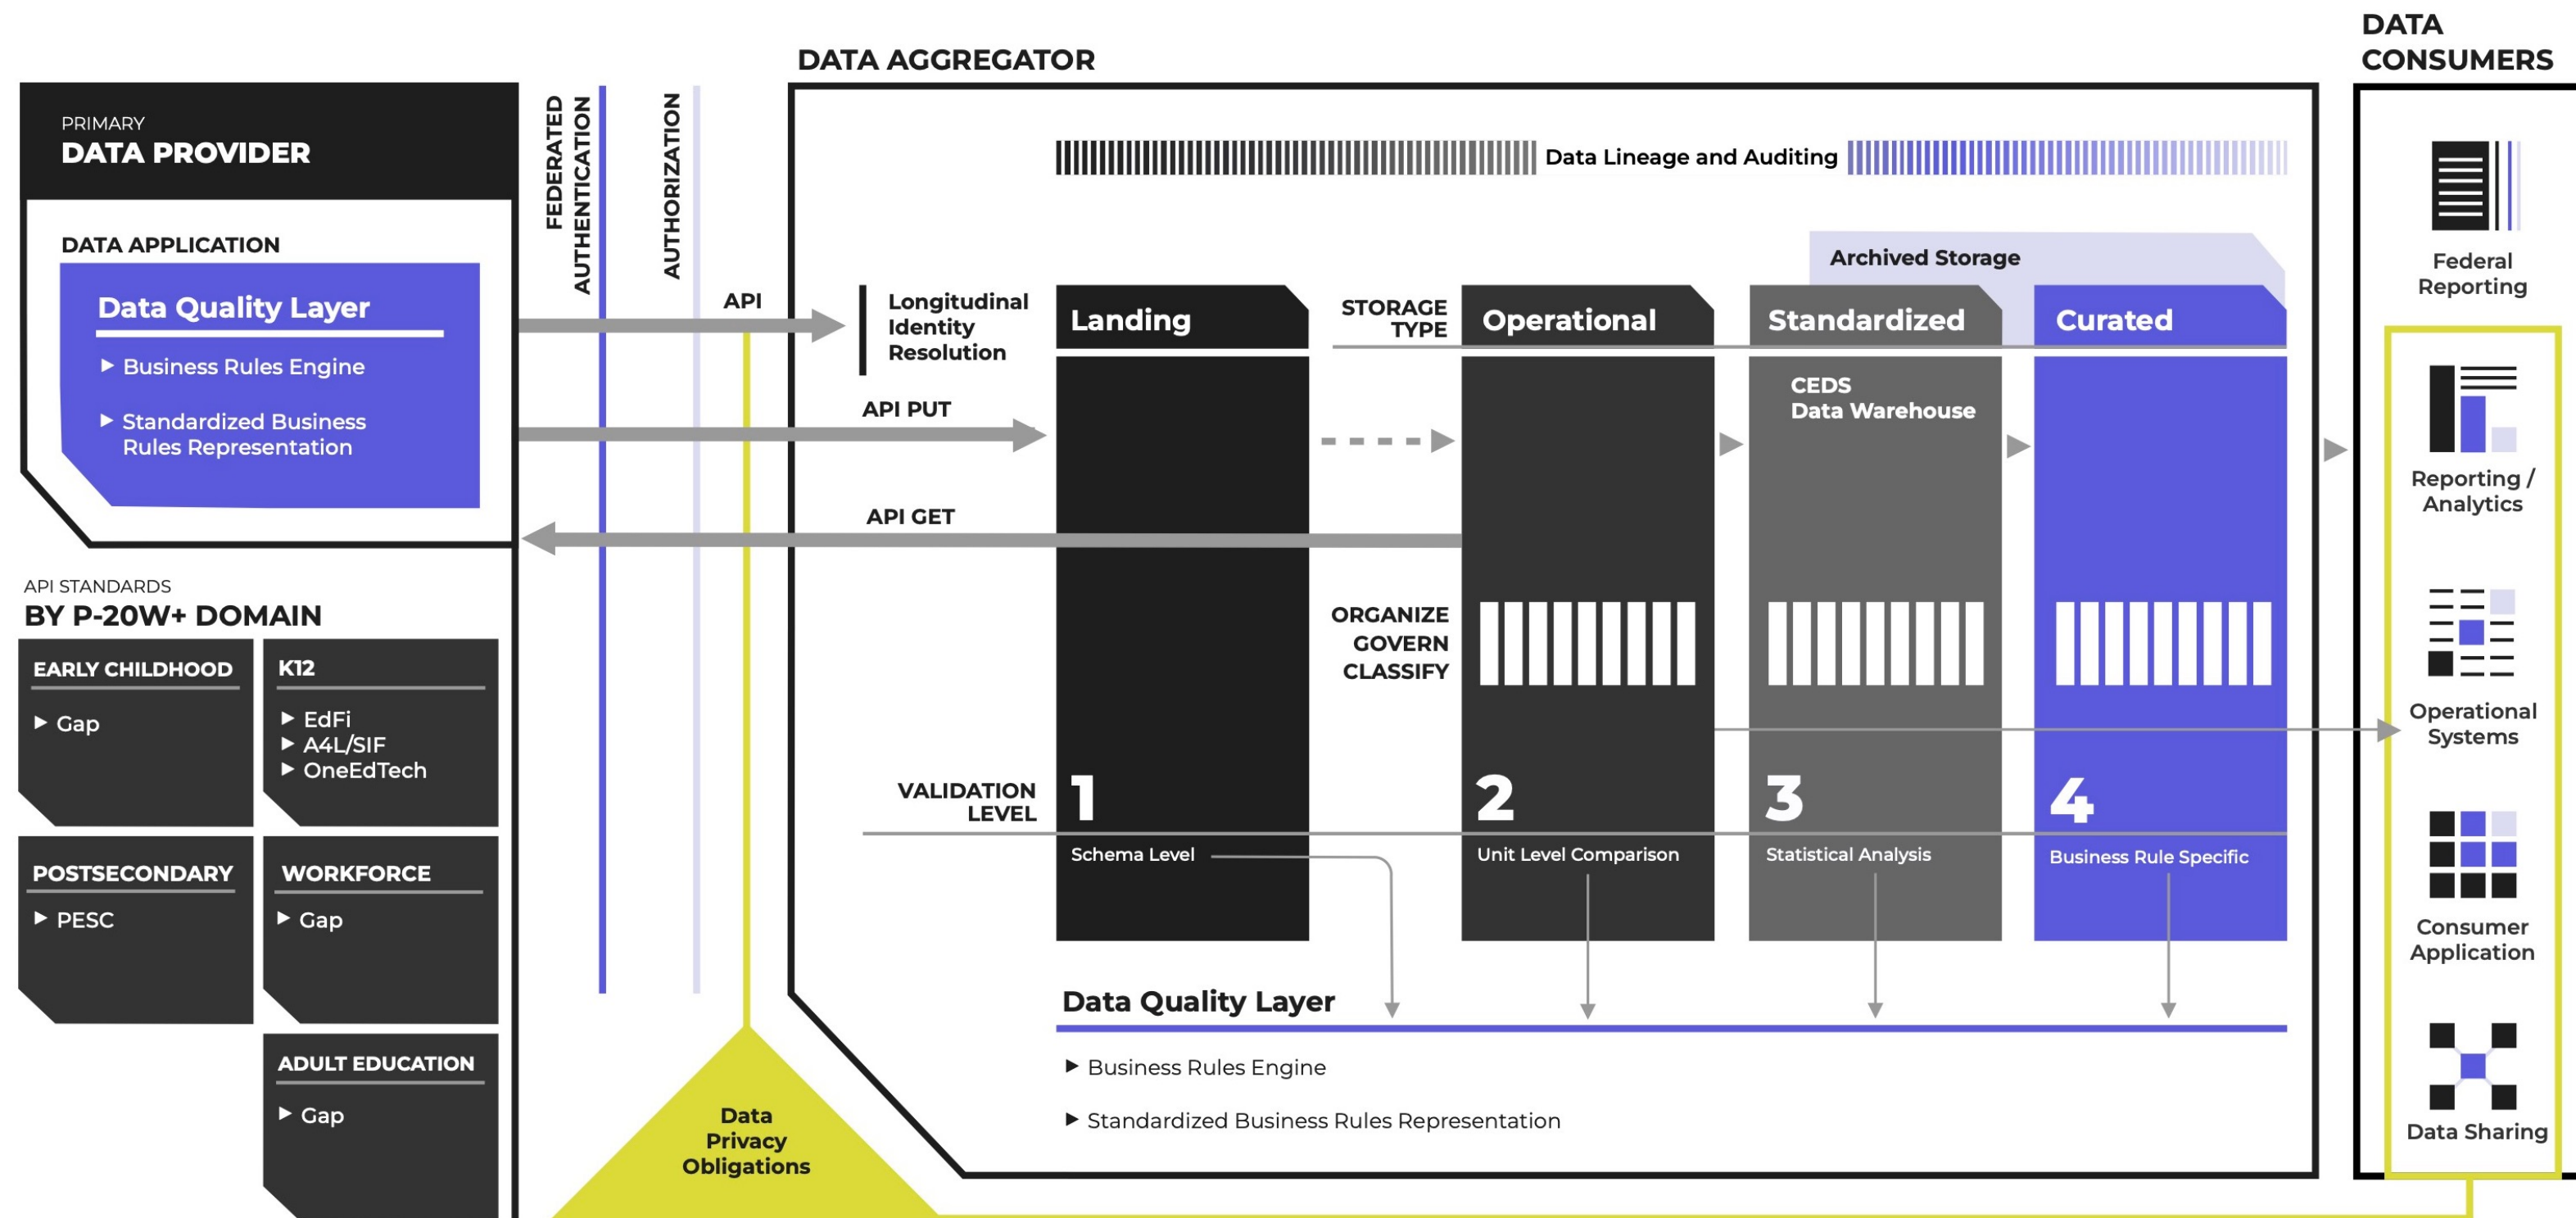 PRIMARY
DATA PROVIDER
DATA APPLICATION
Data Quality Layer
Business Rules Engine
Standardized Business
Rules Representation
API STANDARDS
BY P-20W+ DOMAIN
EARLY CHILDHOOD
Gap
K12
EdFi
A4L/SIF
OneEdTech
POSTSECONDARY
PESC
WORKFORCE
Gap
ADULT EDUCATION
Gap
FEDERATED
AUTHENTICATION
AUTHORIZATION
API
Data
Privacy
Obligations
DATA AGGREGATOR
Data Lineage and Auditing
Longitudinal
Identity
Resolution
API PUT
API GET
Landing
STORAGE
TYPE
Archived Storage
Operational
Standardized
Curated
CEDS
Data Warehouse
ORGANIZE
GOVERN
CLASSIFY
VALIDATION
LEVEL
1
2
3
4
Schema Level
Unit Level Comparison
Statistical Analysis
Business Rule Specific
Data Quality Layer
Business Rules Engine
Standardized Business Rules Representation
DATA
CONSUMERS
Federal
Reporting
Reporting /
Analytics
Operational
Systems
Consumer
Application
Data Sharing